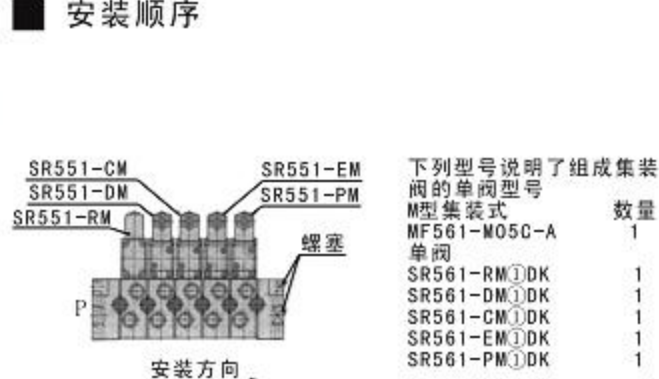 安装顺序
SR551-CM
SR551-DM
SR551-RM
SR551-EM
SR551-PM
螺塞
P
安装方向
下列型号说明了组成集装
阀的单阀型号
M型集装式 数量
MF561-M05C-A 1
单阀
SR561-RM①DK 1
SR561-DM①DK 1
SR561-CM①DK 1
SR561-EM①DK 1
SR561-PM①DK 1